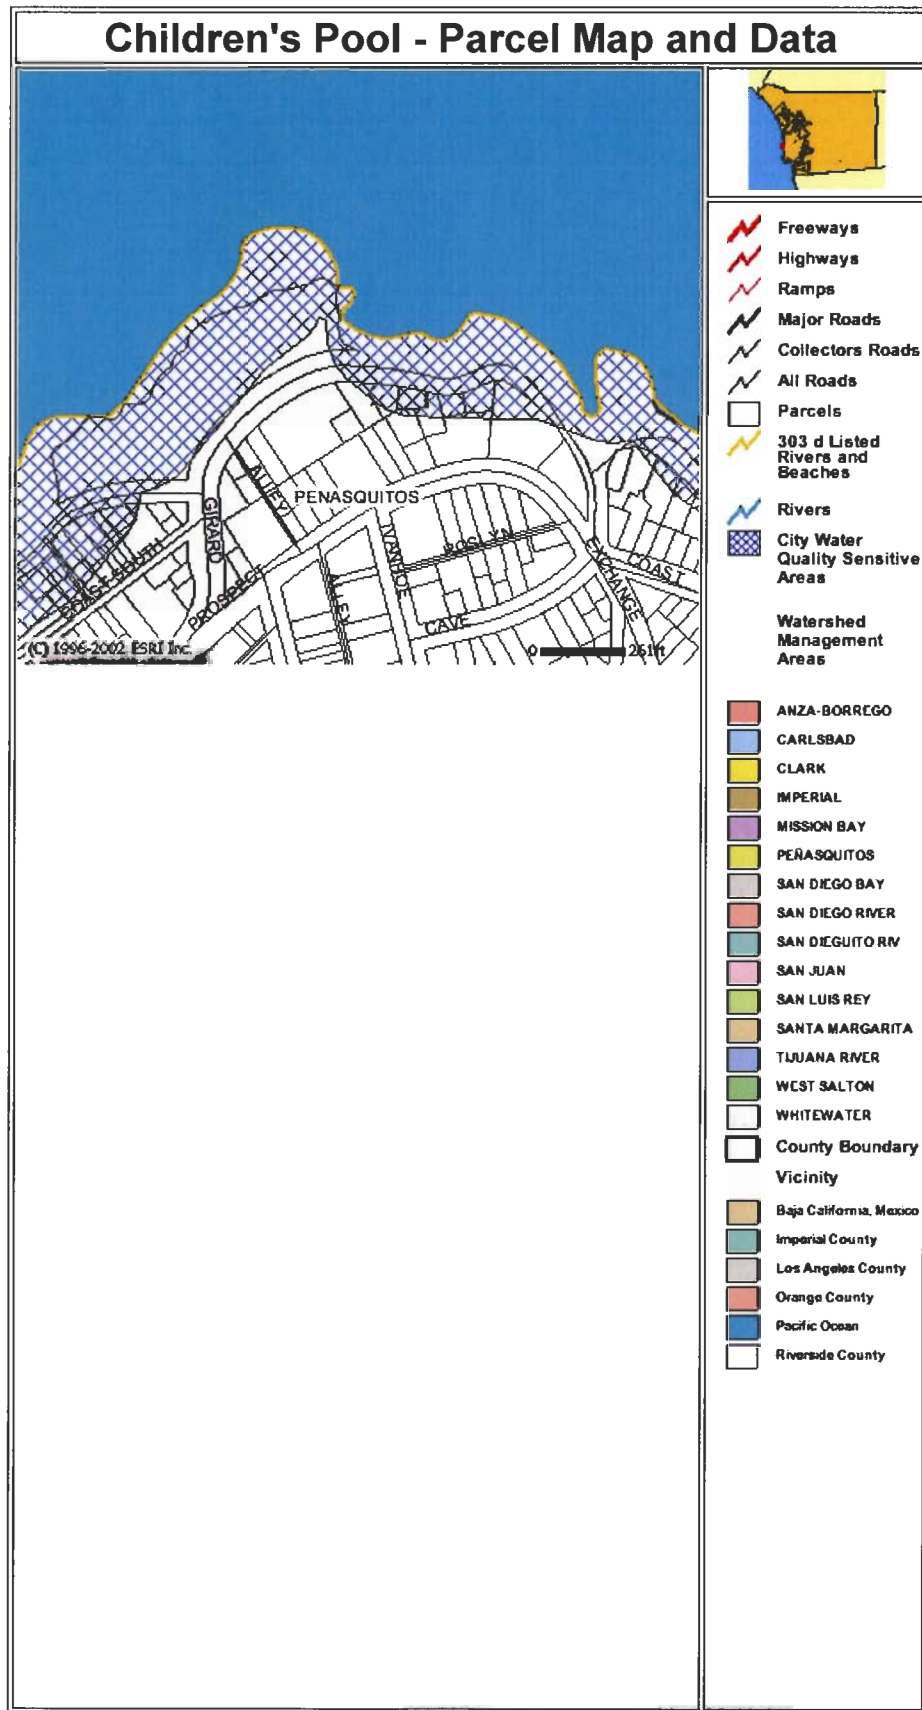 Children's Pool - Parcel Map and Data
ALLEY
PENASQUITOS
GIRARD
COAST SOUTH
PROSPECT
ALLEY
IVANHOE
ROSLYN
CAVE
EXCHANGE
COAST
(C) 1996-2002 ESRI Inc.
0 261ft
Freeways
Highways
Ramps
Major Roads
Collectors Roads
All Roads
Parcels
303 d Listed
Rivers and
Beaches
Rivers
City Water
Quality Sensitive
Areas
Watershed
Management
Areas
ANZA-BORREGO
CARLSBAD
CLARK
IMPERIAL
MISSION BAY
PEÑASQUITOS
SAN DIEGO BAY
SAN DIEGO RIVER
SAN DIEGUITO RIV
SAN JUAN
SAN LUIS REY
SANTA MARGARITA
TIJUANA RIVER
WEST SALTON
WHITEWATER
County Boundary
Vicinity
Baja California, Mexico
Imperial County
Los Angeles County
Orange County
Pacific Ocean
Riverside County